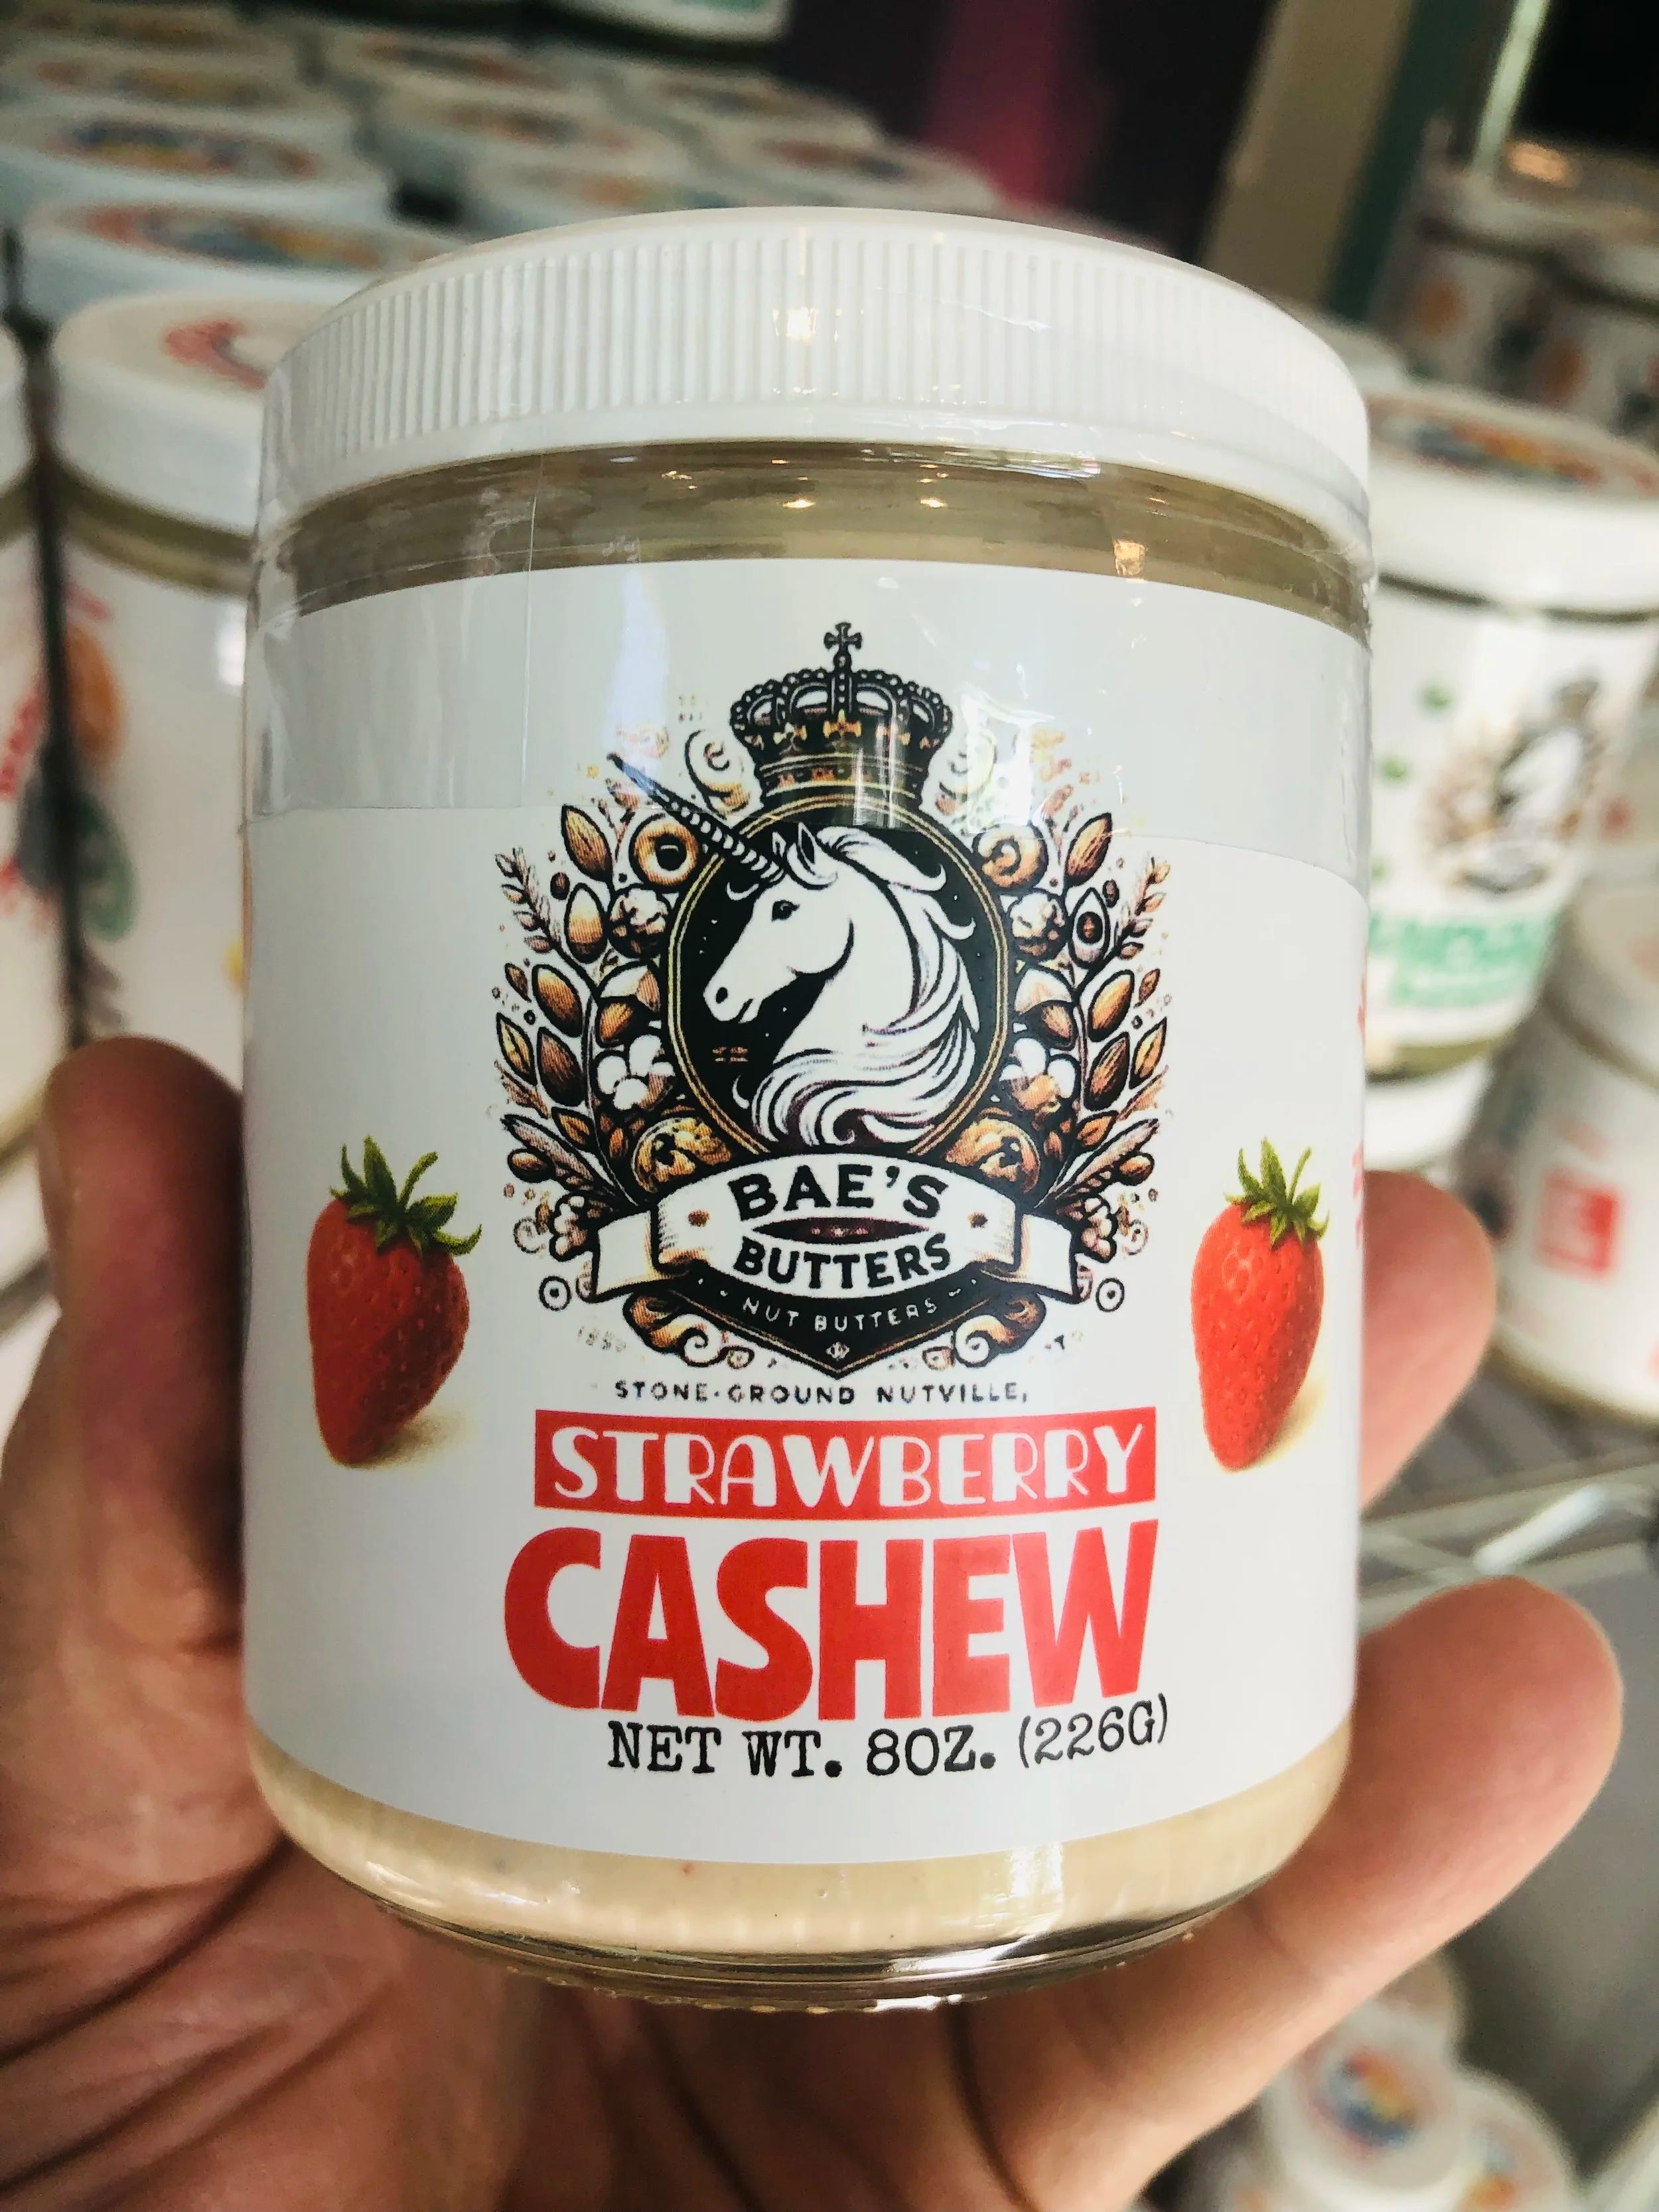 BAE'S
BUTTERS
NUT BUTTERS
STONE-GROUND NUTVILLE,
STRAWBERRY
CASHEW
NET WT. 8OZ. (226G)